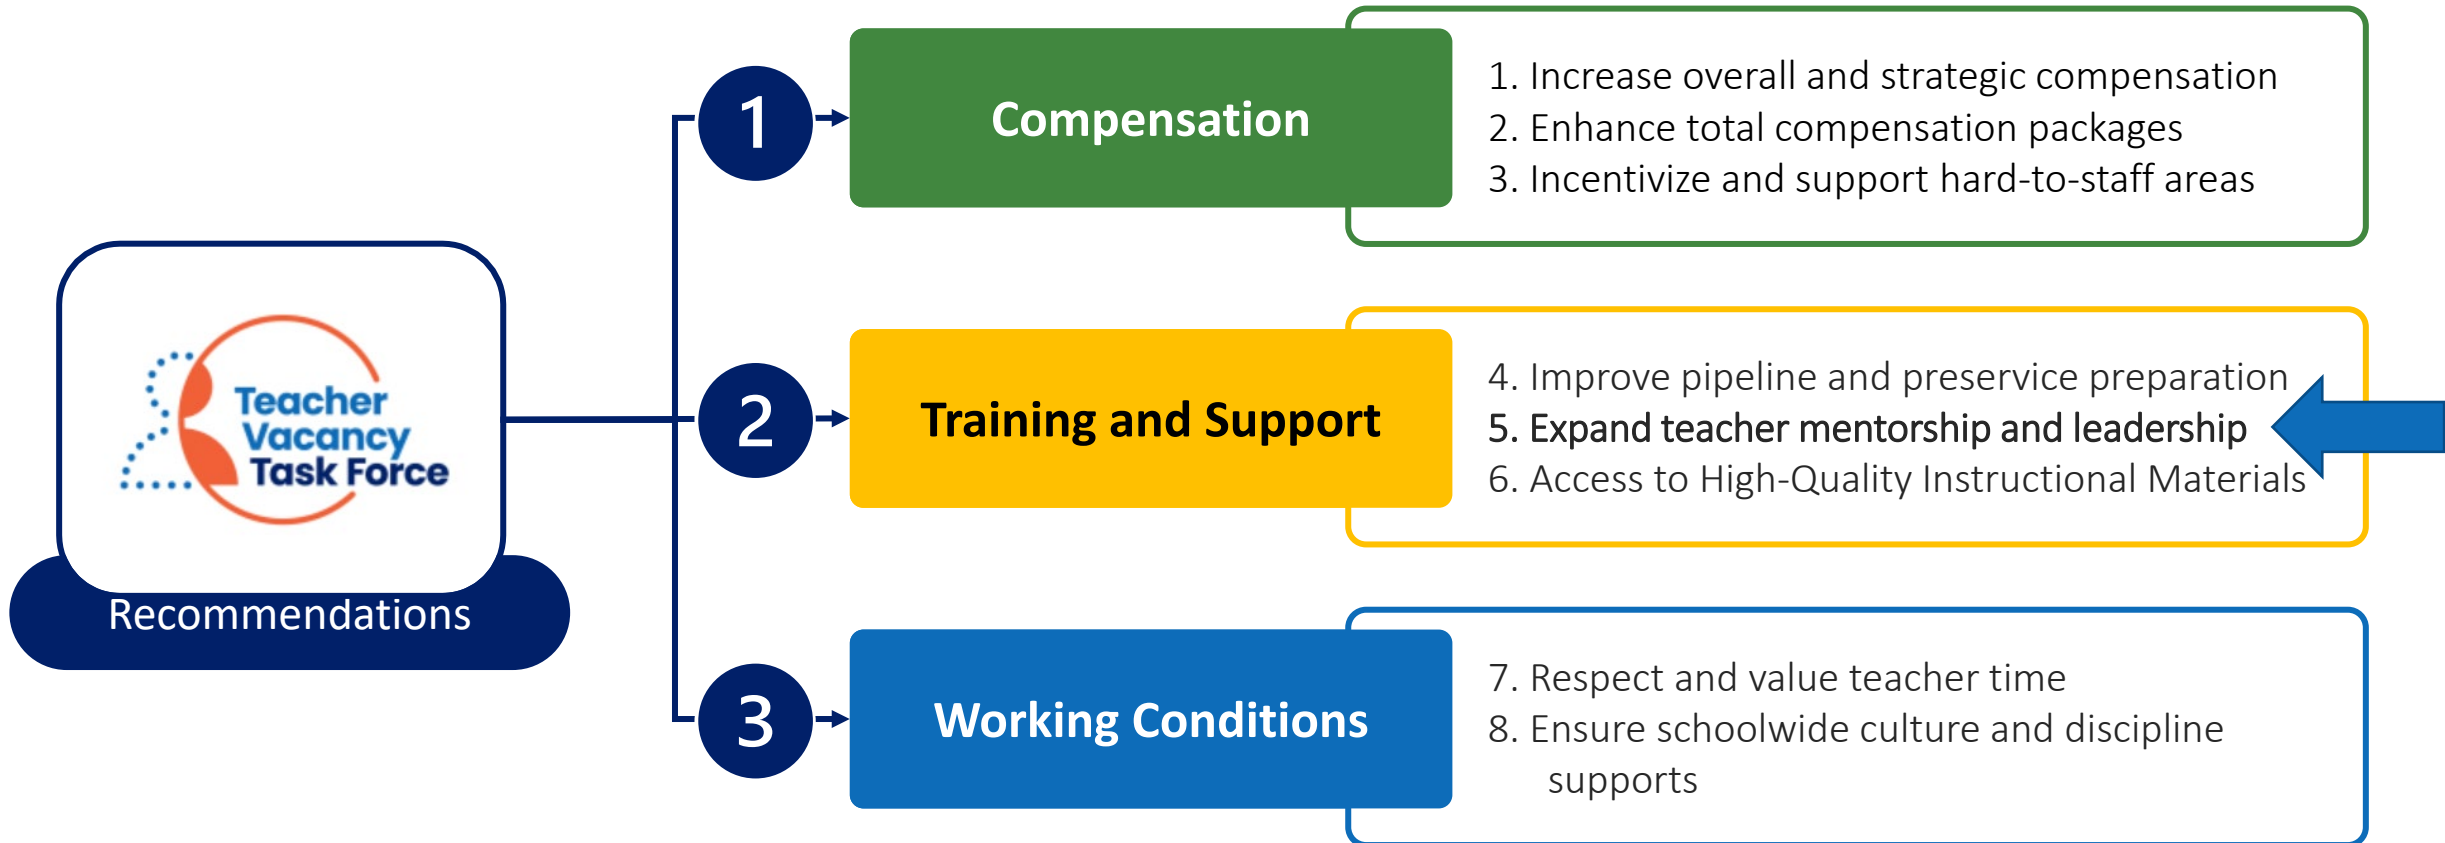 1
Compensation
1. Increase overall and strategic compensation
2. Enhance total compensation packages
3. Incentivize and support hard-to-staff areas
Teacher
Vacancy
Task Force
Recommendations
2
Training and Support
4. Improve pipeline and preservice preparation
5. Expand teacher mentorship and leadership
6. Access to High-Quality Instructional Materials
3
Working Conditions
7. Respect and value teacher time
8. Ensure schoolwide culture and discipline
supports